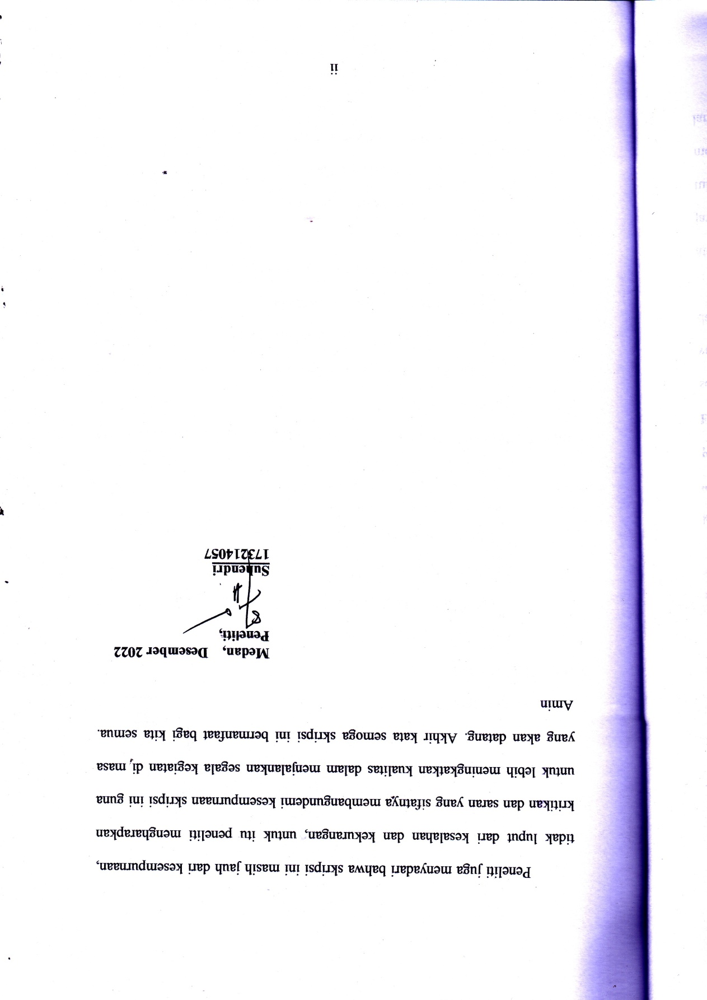 Peneliti juga menyadari bahwa skripsi ini masih jauh dari kesempurnaan,
tidak luput dari kesalahan dan kekurangan, untuk itu peneliti mengharapkan
kritikan dan saran yang sifatnya membangundemi kesempurnaan skripsi ini guna
untuk lebih meningkatkan kualitas dalam menjalankan segala kegiatan di masa
yang akan datang. Akhir kata semoga skripsi ini bermanfaat bagi kita semua.
Amin
Medan, Desember 2022
Peneliti,
Suhendri
173214057
ii